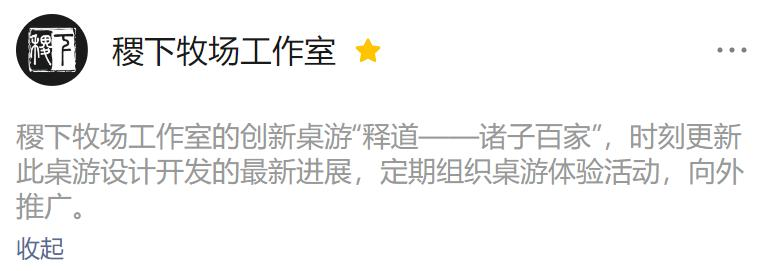 稷下
稷下牧场工作室
稷下牧场工作室的创新桌游“释道——诸子百家”，时刻更新
此桌游设计开发的最新进展，定期组织桌游体验活动，向外
推广。
收起